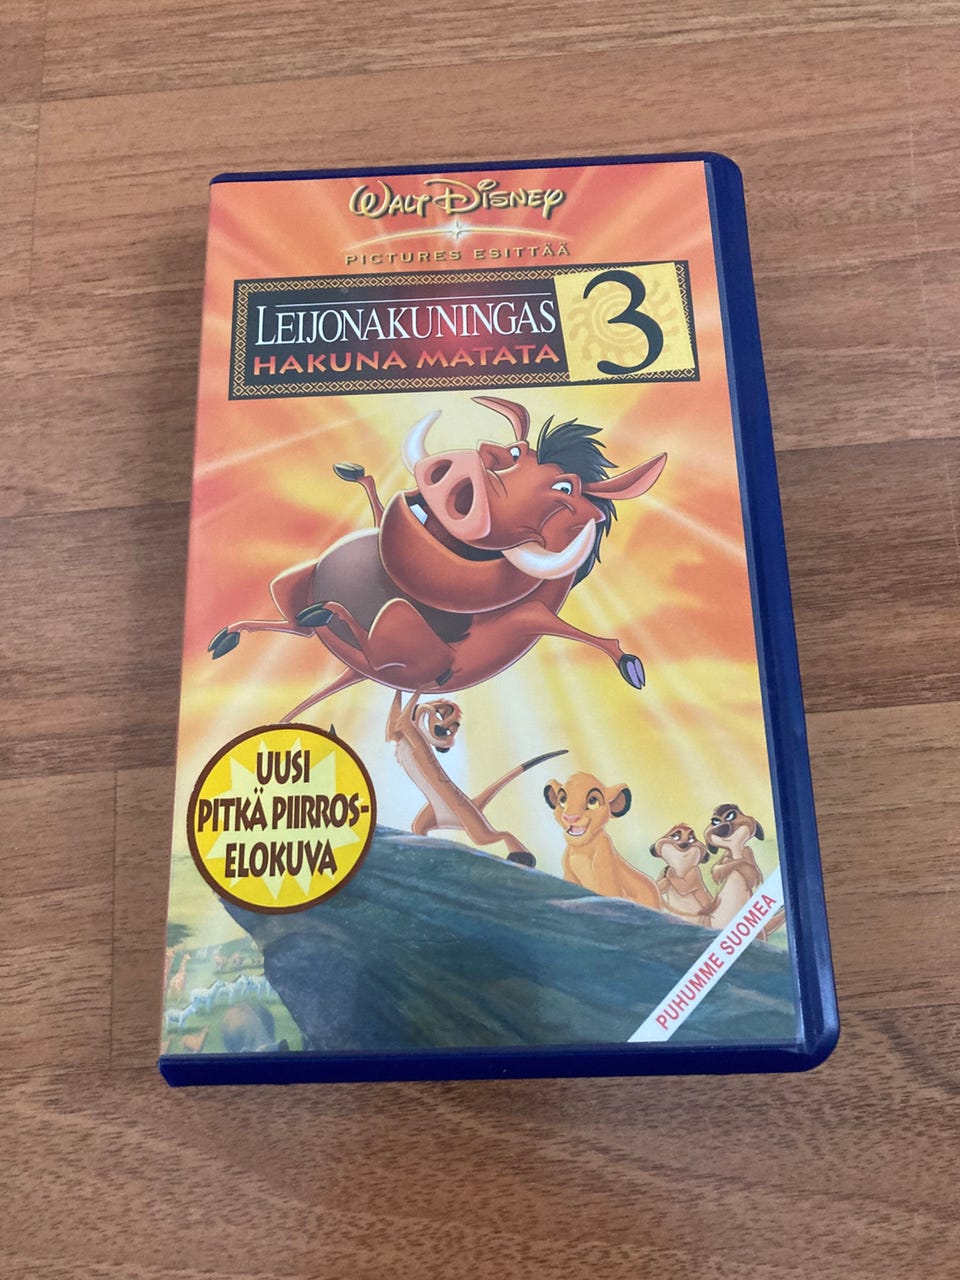 WALT DISNEY
PICTURES ESITTÄÄ
LEIJONAKUNINGAS
HAKUNA MATATA
3
UUSI
PITKÄ PIIRROS-
ELOKUVA
PUHUMME SUOMEA